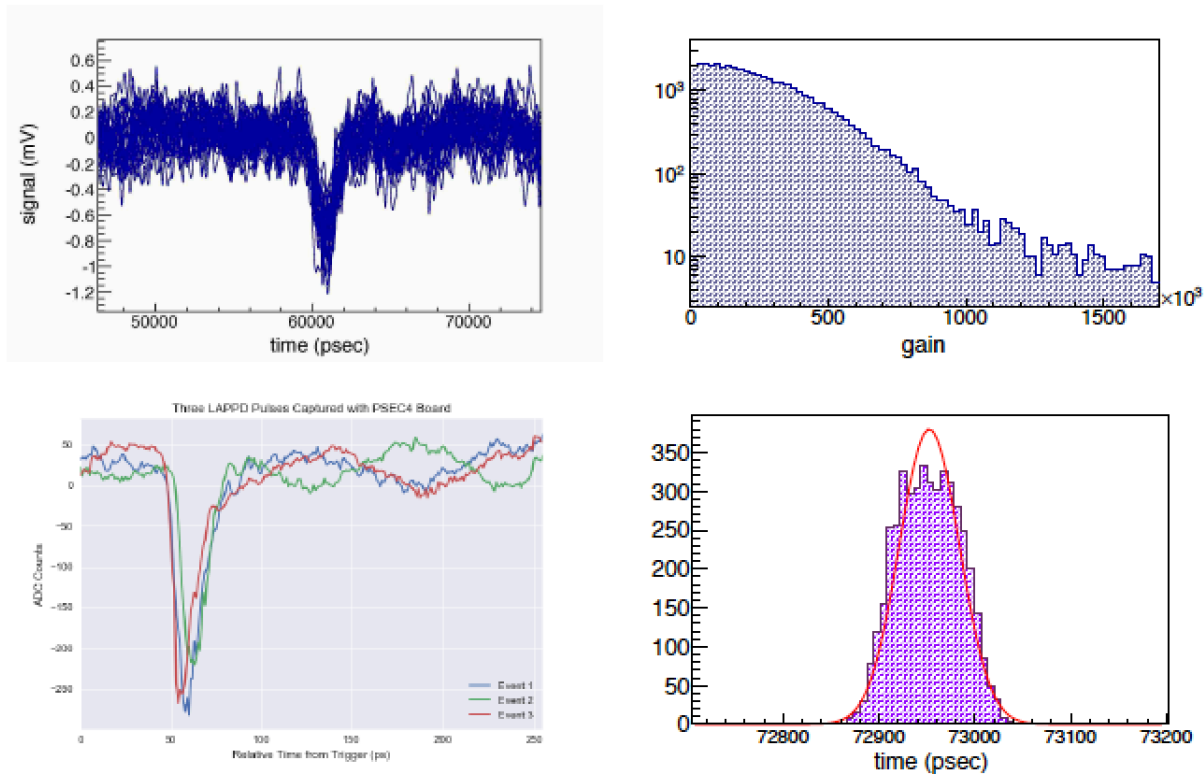 0.6
0.4
0.2
0
-0.2
-0.4
-0.6
-0.8
-1
-1.2
signal (mV)
50000 60000 70000
time (psec)
10³
10²
10
0 500 1000 1500
×10³
gain
Three LAPPD Pulses Captured with PSEC4 Board
50
0
−50
−100
−150
−200
−250
ADC Counts
Event 1
Event 2
Event 3
0 50 100 150 200 250
Relative Time from Trigger (ps)
350
300
250
200
150
100
50
0
72800 72900 73000 73100 73200
time (psec)